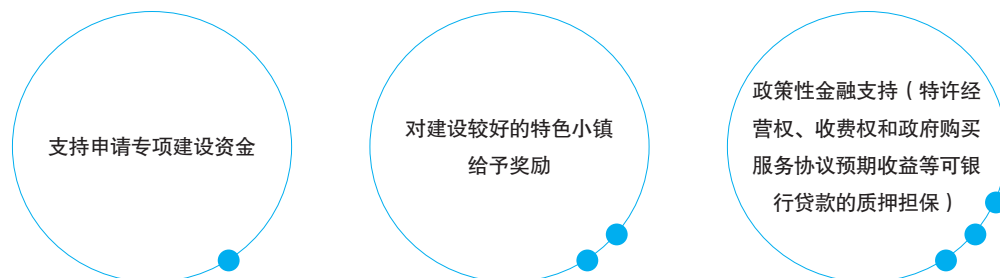 支持申请专项建设资金
对建设较好的特色小镇
给予奖励
政策性金融支持（特许经
营权、收费权和政府购买
服务协议预期收益等可银
行贷款的质押担保）